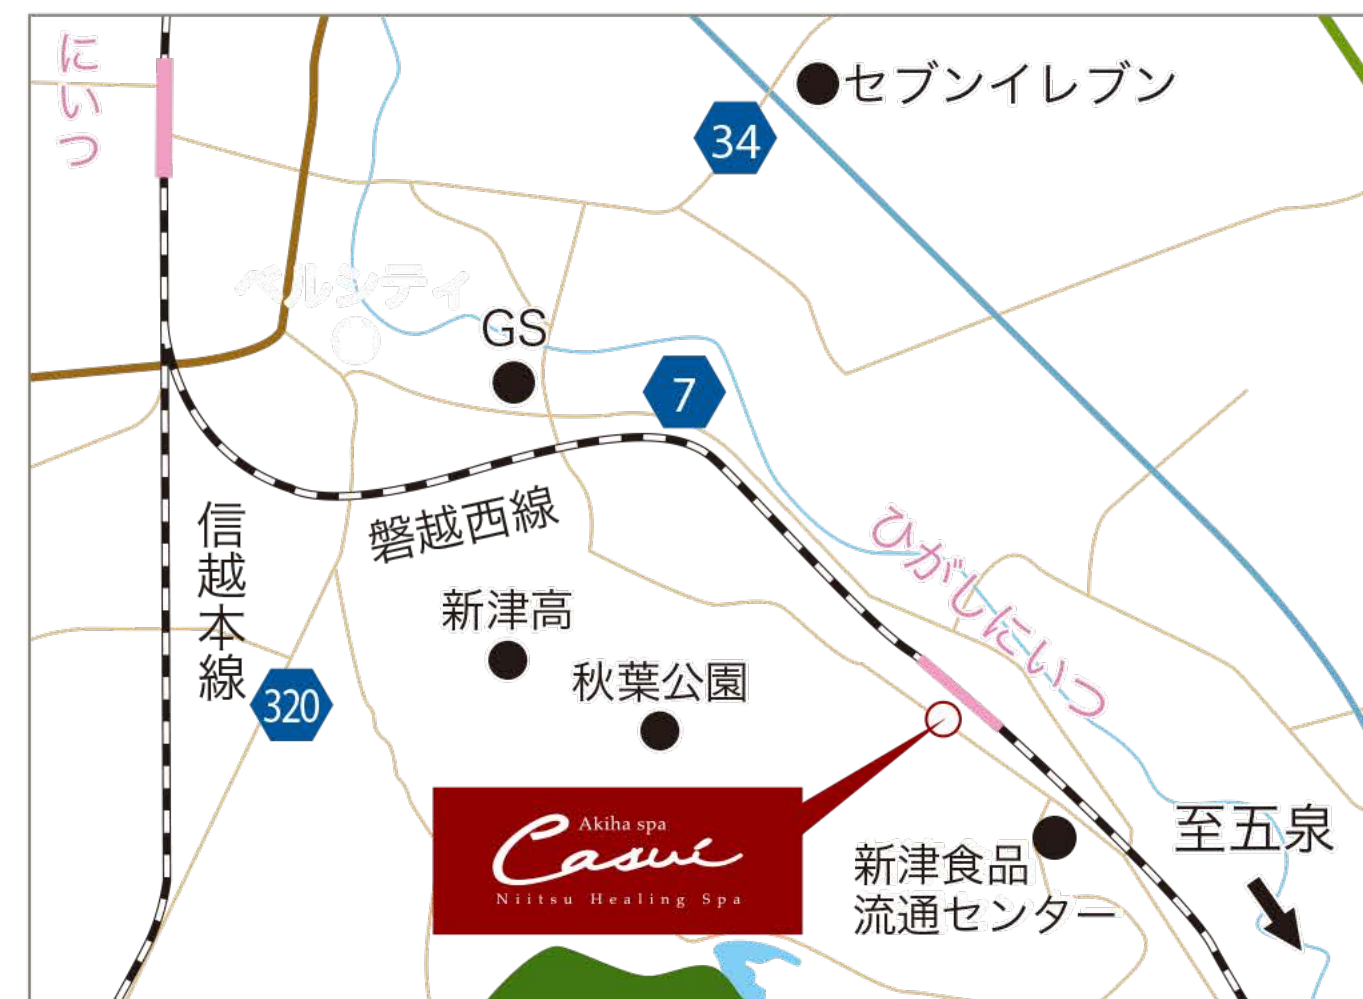 にいつ
セブンイレブン
34
ベルシティ
GS
7
磐越西線
信越本線
ひがしにいつ
新津高
秋葉公園
320
Akiha spa
Casui
Niitsu Healing Spa
至五泉
新津食品
流通センター